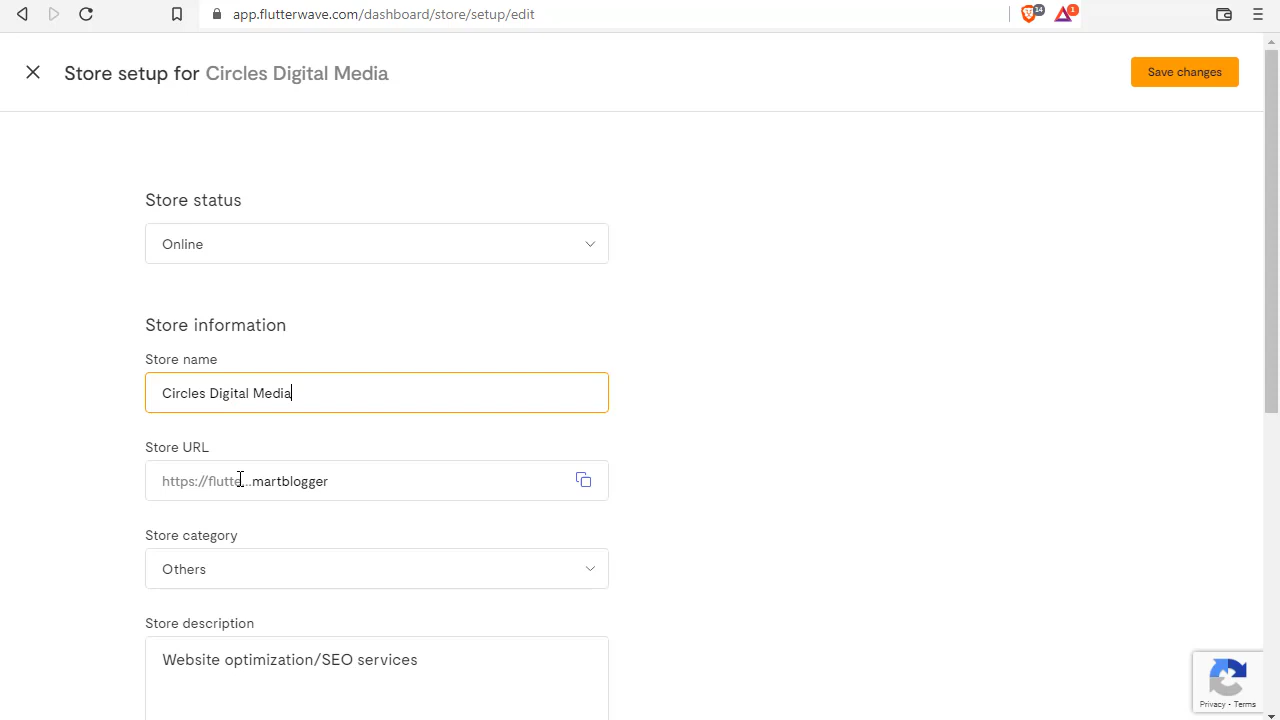 app.flutterwave.com/dashboard/store/setup/edit
14
1
Store setup for Circles Digital Media
Save changes
Store status
Online
Store information
Store name
Circles Digital Media
Store URL
https://flutte...martblogger
Store category
Others
Store description
Website optimization/SEO services
Privacy - Terms